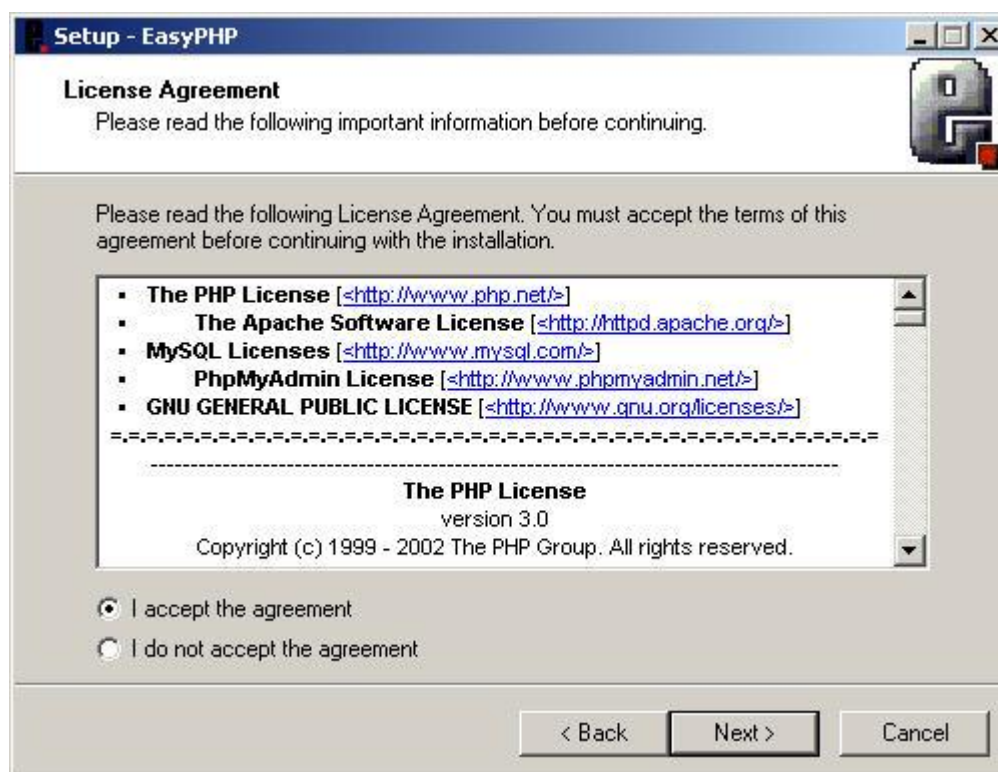 Setup - EasyPHP
License Agreement
Please read the following important information before continuing.
Please read the following License Agreement. You must accept the terms of this
agreement before continuing with the installation.
▪ The PHP License [<http://www.php.net/>]
▪ The Apache Software License [<http://httpd.apache.org/>]
▪ MySQL Licenses [<http://www.mysql.com/>]
▪ PhpMyAdmin License [<http://www.phpmyadmin.net/>]
▪ GNU GENERAL PUBLIC LICENSE [<http://www.gnu.org/licenses/>]
=-=-=-=-=-=-=-=-=-=-=-=-=-=-=-=-=-=-=-=-=-=-=-=-=-=-=-=-=-=-=-=-=-=-=-=-=-=-=-=-=
--------------------------------------------------------------------------------------
The PHP License
version 3.0
Copyright (c) 1999 - 2002 The PHP Group. All rights reserved.
I accept the agreement
I do not accept the agreement
< Back
Next >
Cancel